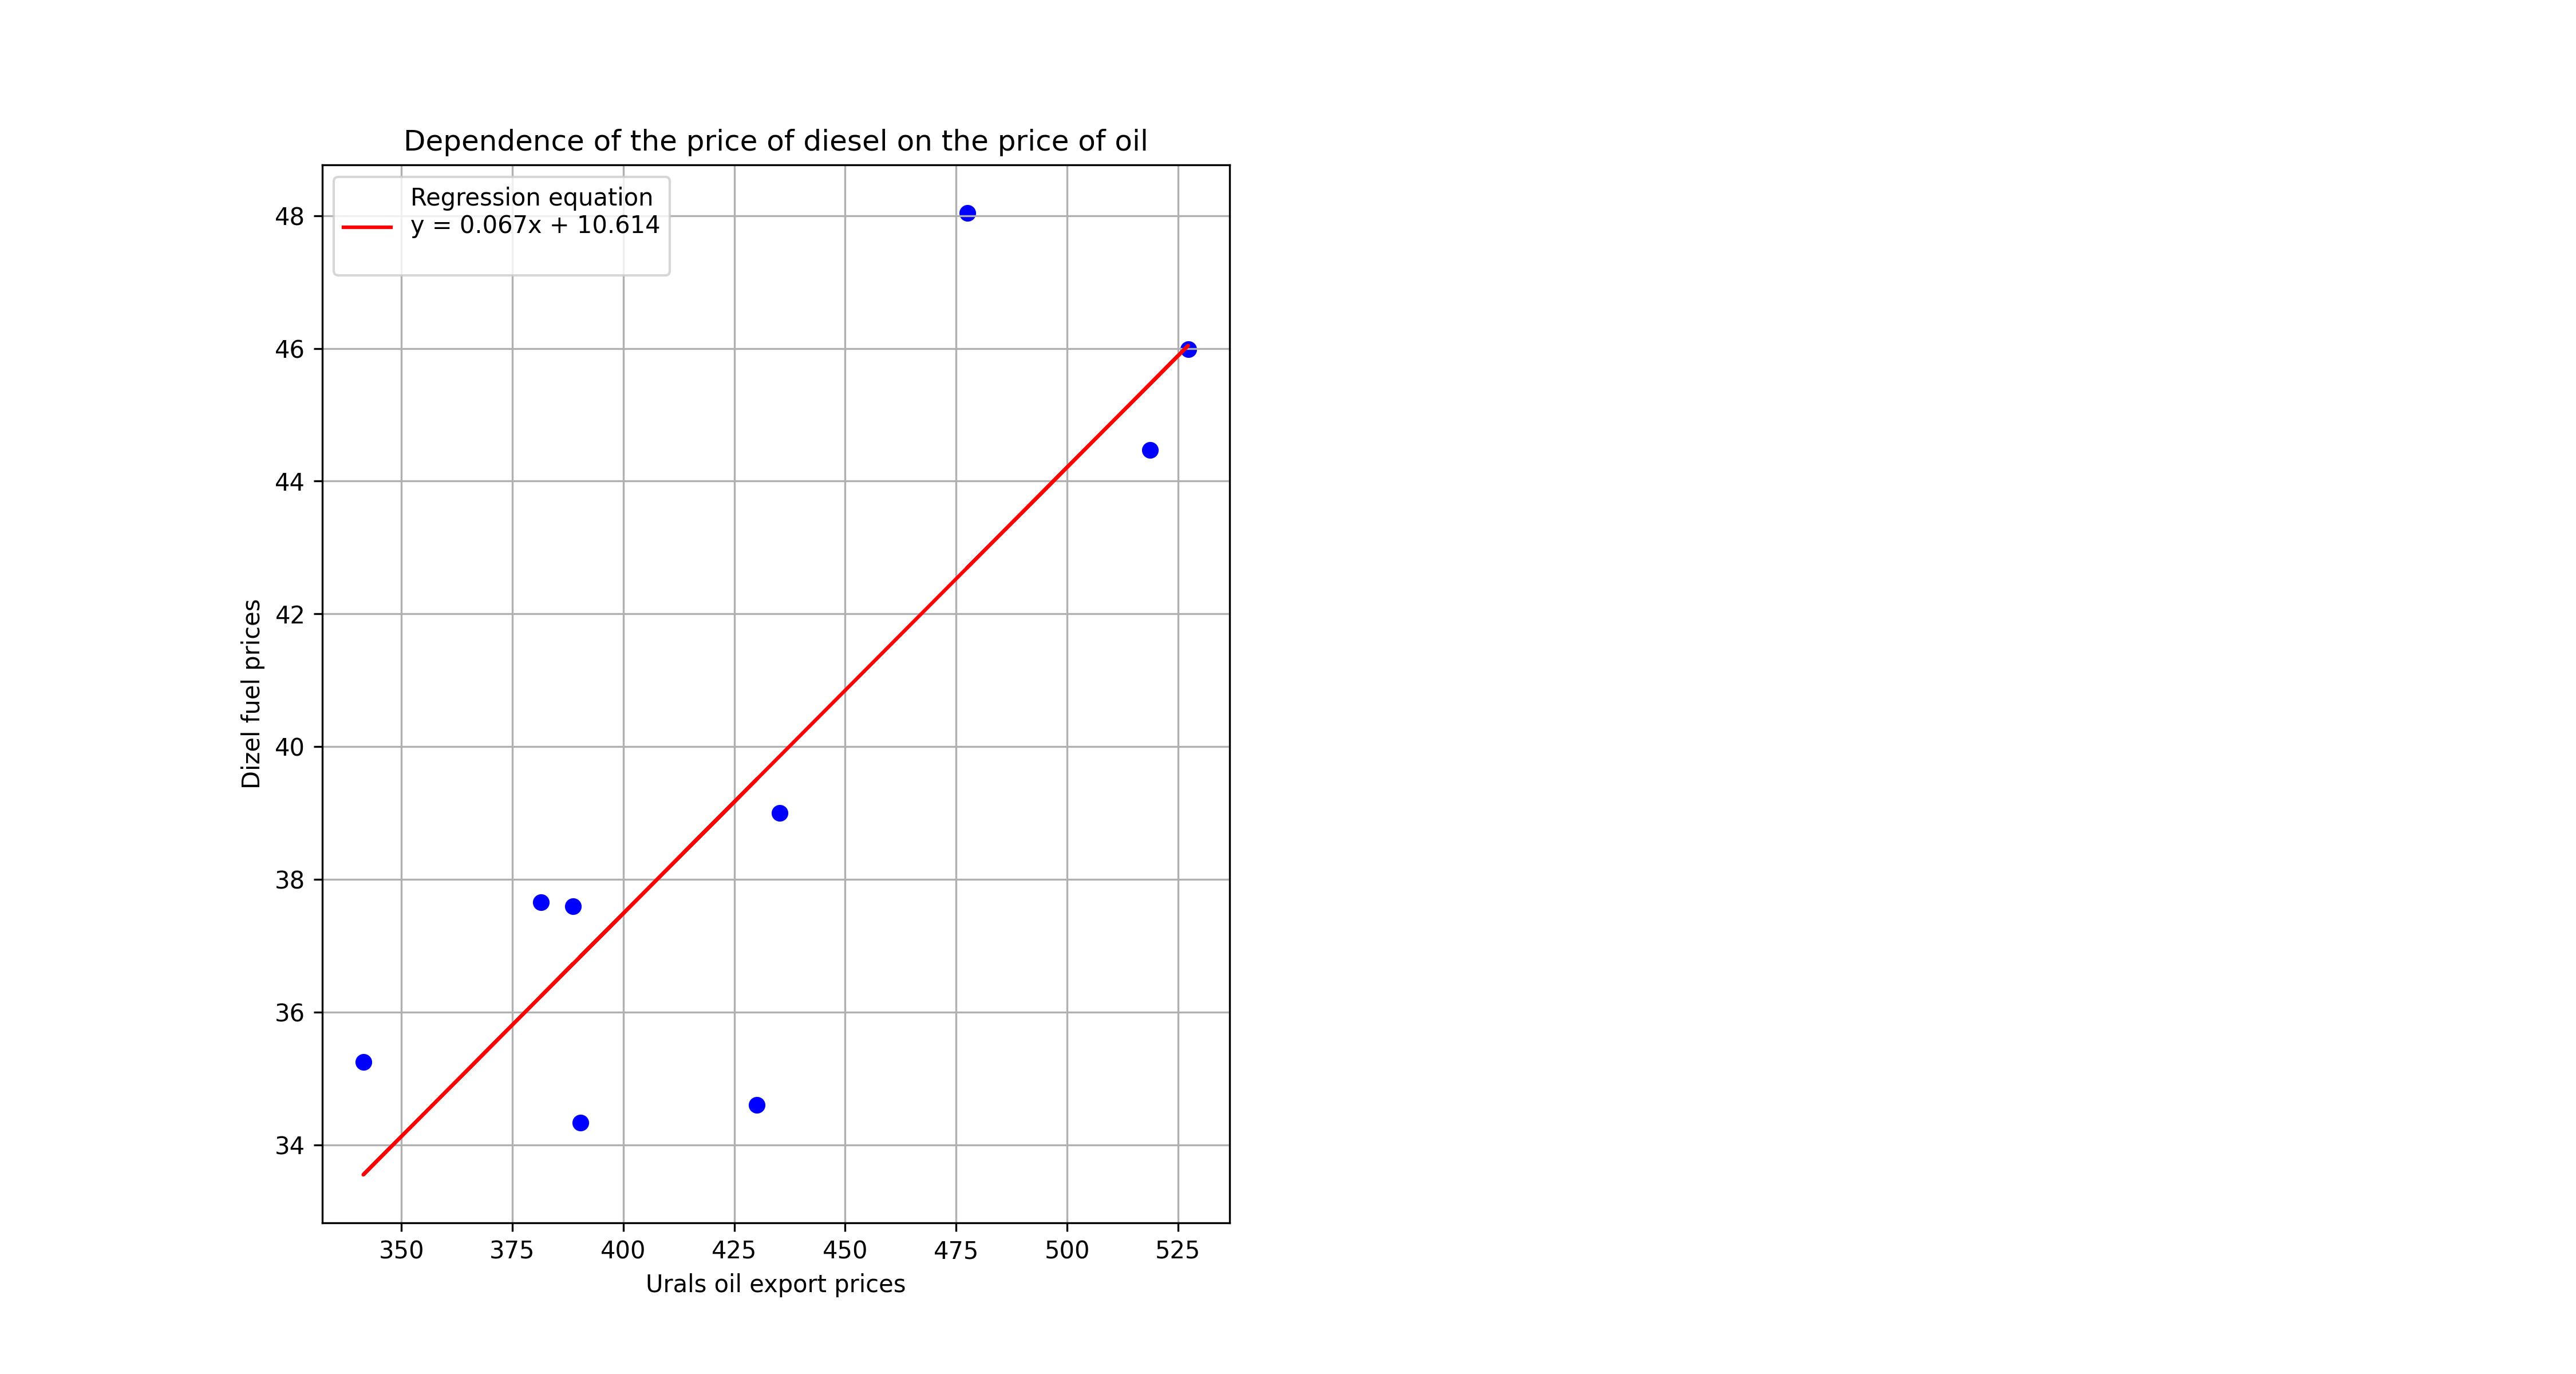 Dependence of the price of diesel on the price of oil
Regression equation
y = 0.067x + 10.614
48
46
44
42
40
38
36
34
Dizel fuel prices
350 375 400 425 450 475 500 525
Urals oil export prices